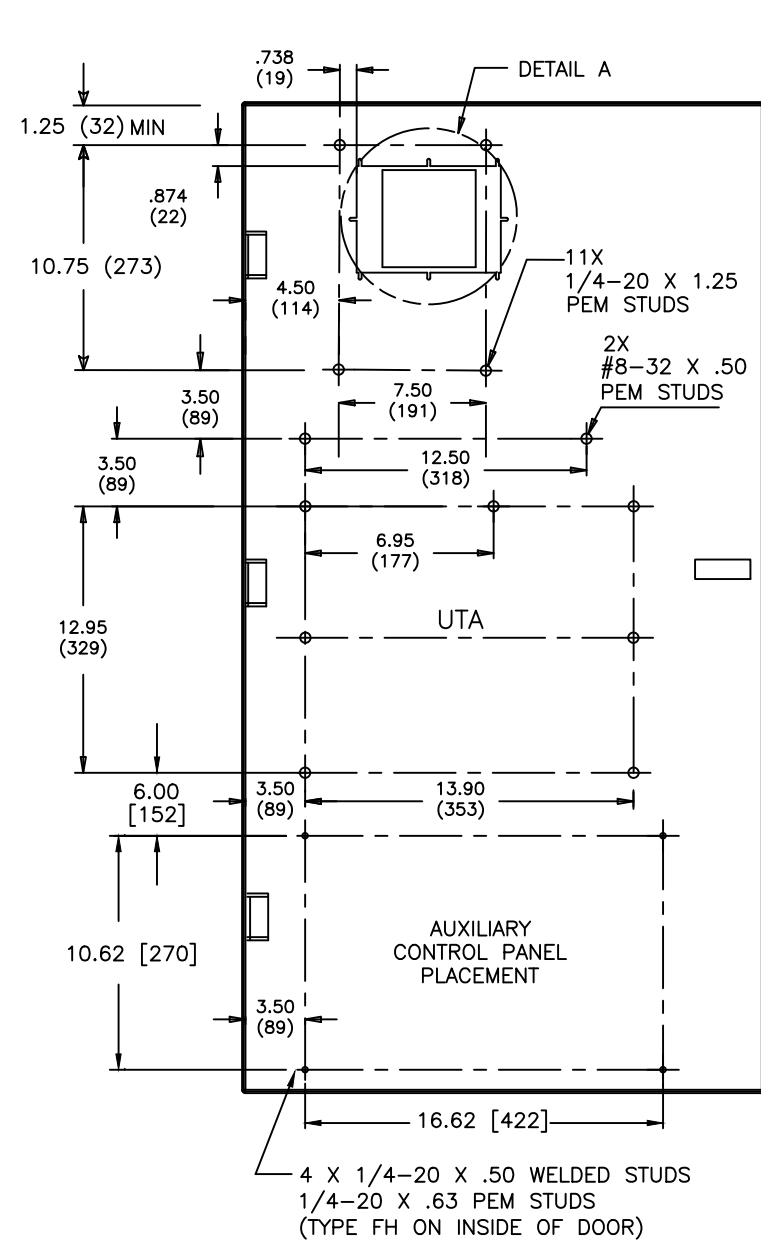 .738
(19)
DETAIL A
1.25 (32) MIN
.874
(22)
10.75 (273)
4.50
(114)
11X
1/4-20 X 1.25
PEM STUDS
2X
#8-32 X .50
PEM STUDS
3.50
(89)
7.50
(191)
3.50
(89)
12.50
(318)
6.95
(177)
12.95
(329)
UTA
6.00
[152]
3.50
(89)
13.90
(353)
10.62 [270]
AUXILIARY
CONTROL PANEL
PLACEMENT
3.50
(89)
16.62 [422]
4 X 1/4-20 X .50 WELDED STUDS
1/4-20 X .63 PEM STUDS
(TYPE FH ON INSIDE OF DOOR)